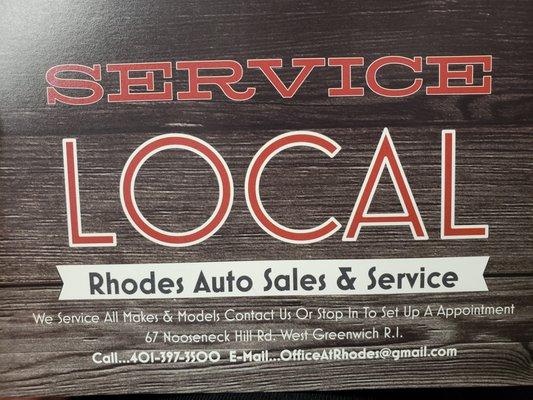 SERVICE
LOCAL
Rhodes Auto Sales & Service
We Service All Makes & Models Contact Us Or Stop In To Set Up A Appointment
67 Nooseneck Hill Rd. West Greenwich R.I.
Call...401-397-3500 E-Mail...OfficeAtRhodes@gmail.com